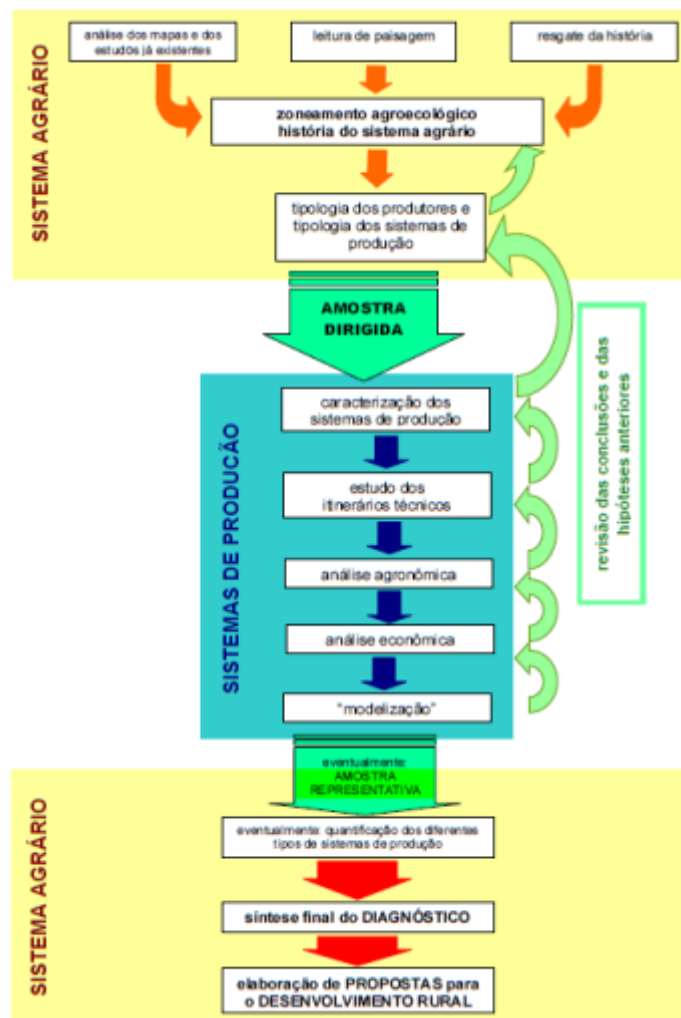 análise dos mapas e dos
estudos já existentes
leitura de paisagem
resgate da história
zoneamento agroecológico
história do sistema agrário
tipologia dos produtores e
tipologia dos sistemas de
produção
SISTEMA AGRÁRIO
AMOSTRA
DIRIGIDA
caracterização dos
sistemas de produção
estudo dos
itinerários técnicos
análise agronômica
análise econômica
"modelização"
SISTEMAS DE PRODUCÃO
revisão das conclusões e das
hipóteses anteriores
eventualmente:
AMOSTRA
REPRESENTATIVA
eventualmente: quantificação dos diferentes
tipos de sistemas de produção
síntese final do DIAGNÓSTICO
elaboração de PROPOSTAS para
o DESENVOLVIMENTO RURAL
SISTEMA AGRÁRIO